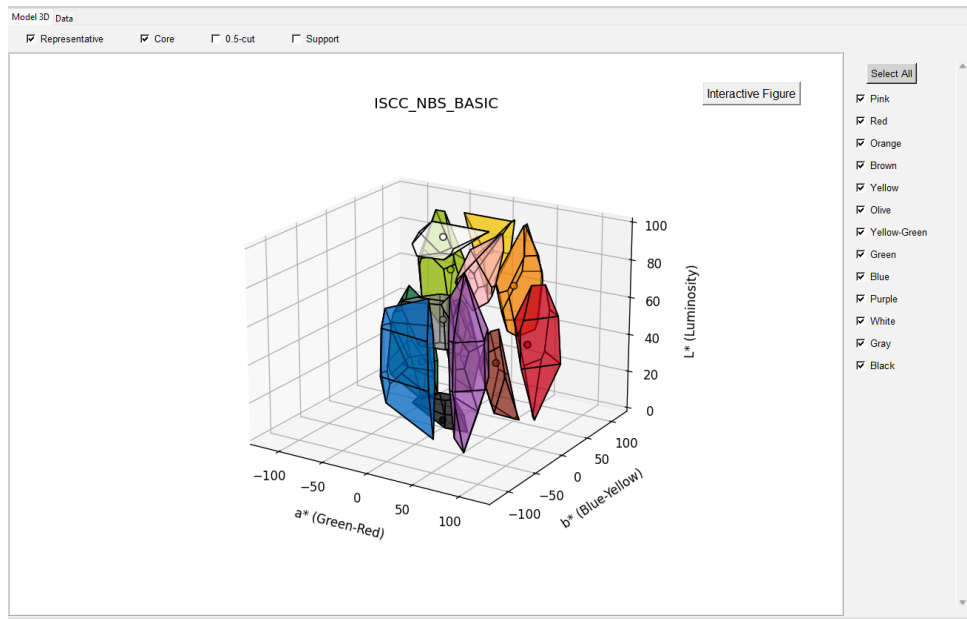 Model 3D Data
Representative Core 0.5-cut Support
Select All
Interactive Figure
ISCC_NBS_BASIC
Pink
Red
Orange
Brown
Yellow
Olive
Yellow-Green
Green
Blue
Purple
White
Gray
Black
100
80
60
40
20
0
L* (Luminosity)
−100
−50
0
50
100
a* (Green-Red)
−100
−50
0
50
100
b* (Blue-Yellow)